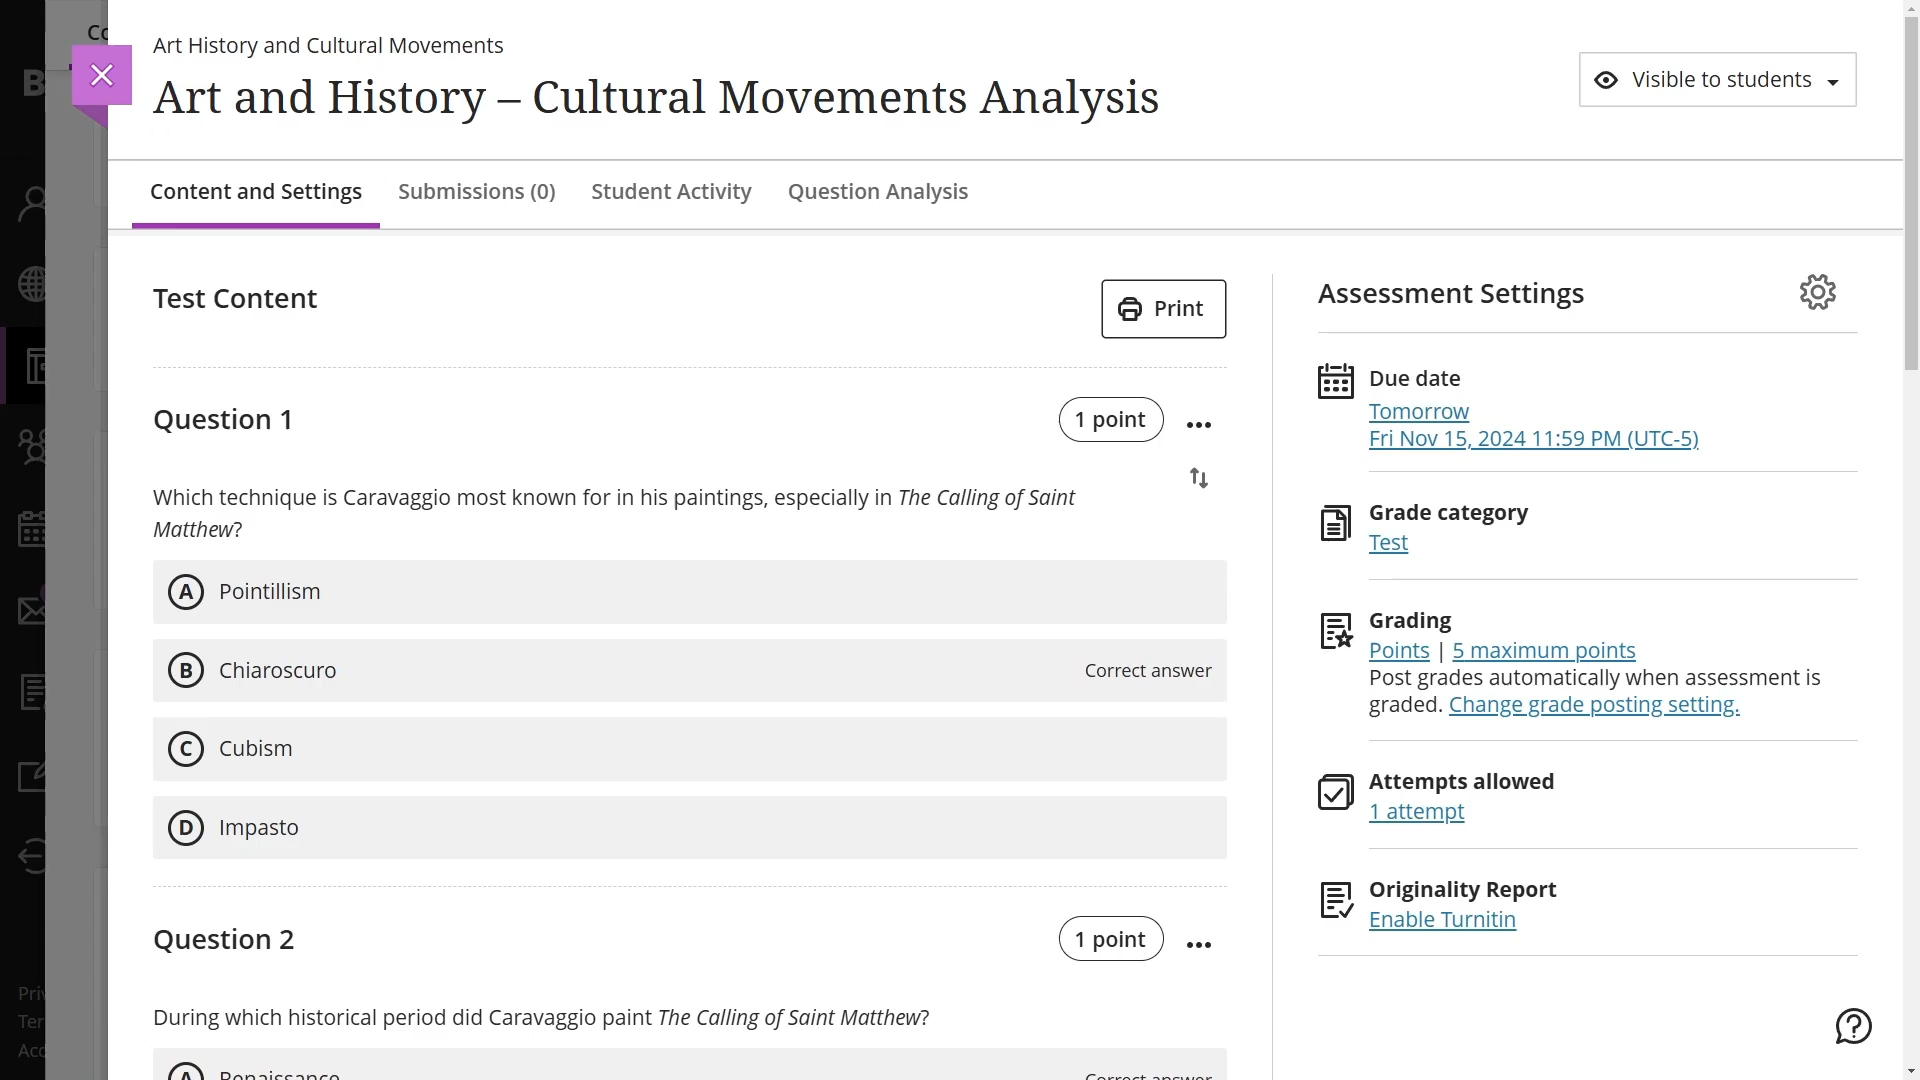 Art History and Cultural Movements
Art and History – Cultural Movements Analysis
Visible to students
Content and Settings
Submissions (0)
Student Activity
Question Analysis
Test Content
Print
Question 1
1 point
Which technique is Caravaggio most known for in his paintings, especially in The Calling of Saint
Matthew?
A Pointillism
B Chiaroscuro
Correct answer
C Cubism
D Impasto
Question 2
1 point
During which historical period did Caravaggio paint The Calling of Saint Matthew?
A Renaissance
Correct answer
Assessment Settings
Due date
Tomorrow
Fri Nov 15, 2024 11:59 PM (UTC-5)
Grade category
Test
Grading
Points | 5 maximum points
Post grades automatically when assessment is
graded. Change grade posting setting.
Attempts allowed
1 attempt
Originality Report
Enable Turnitin